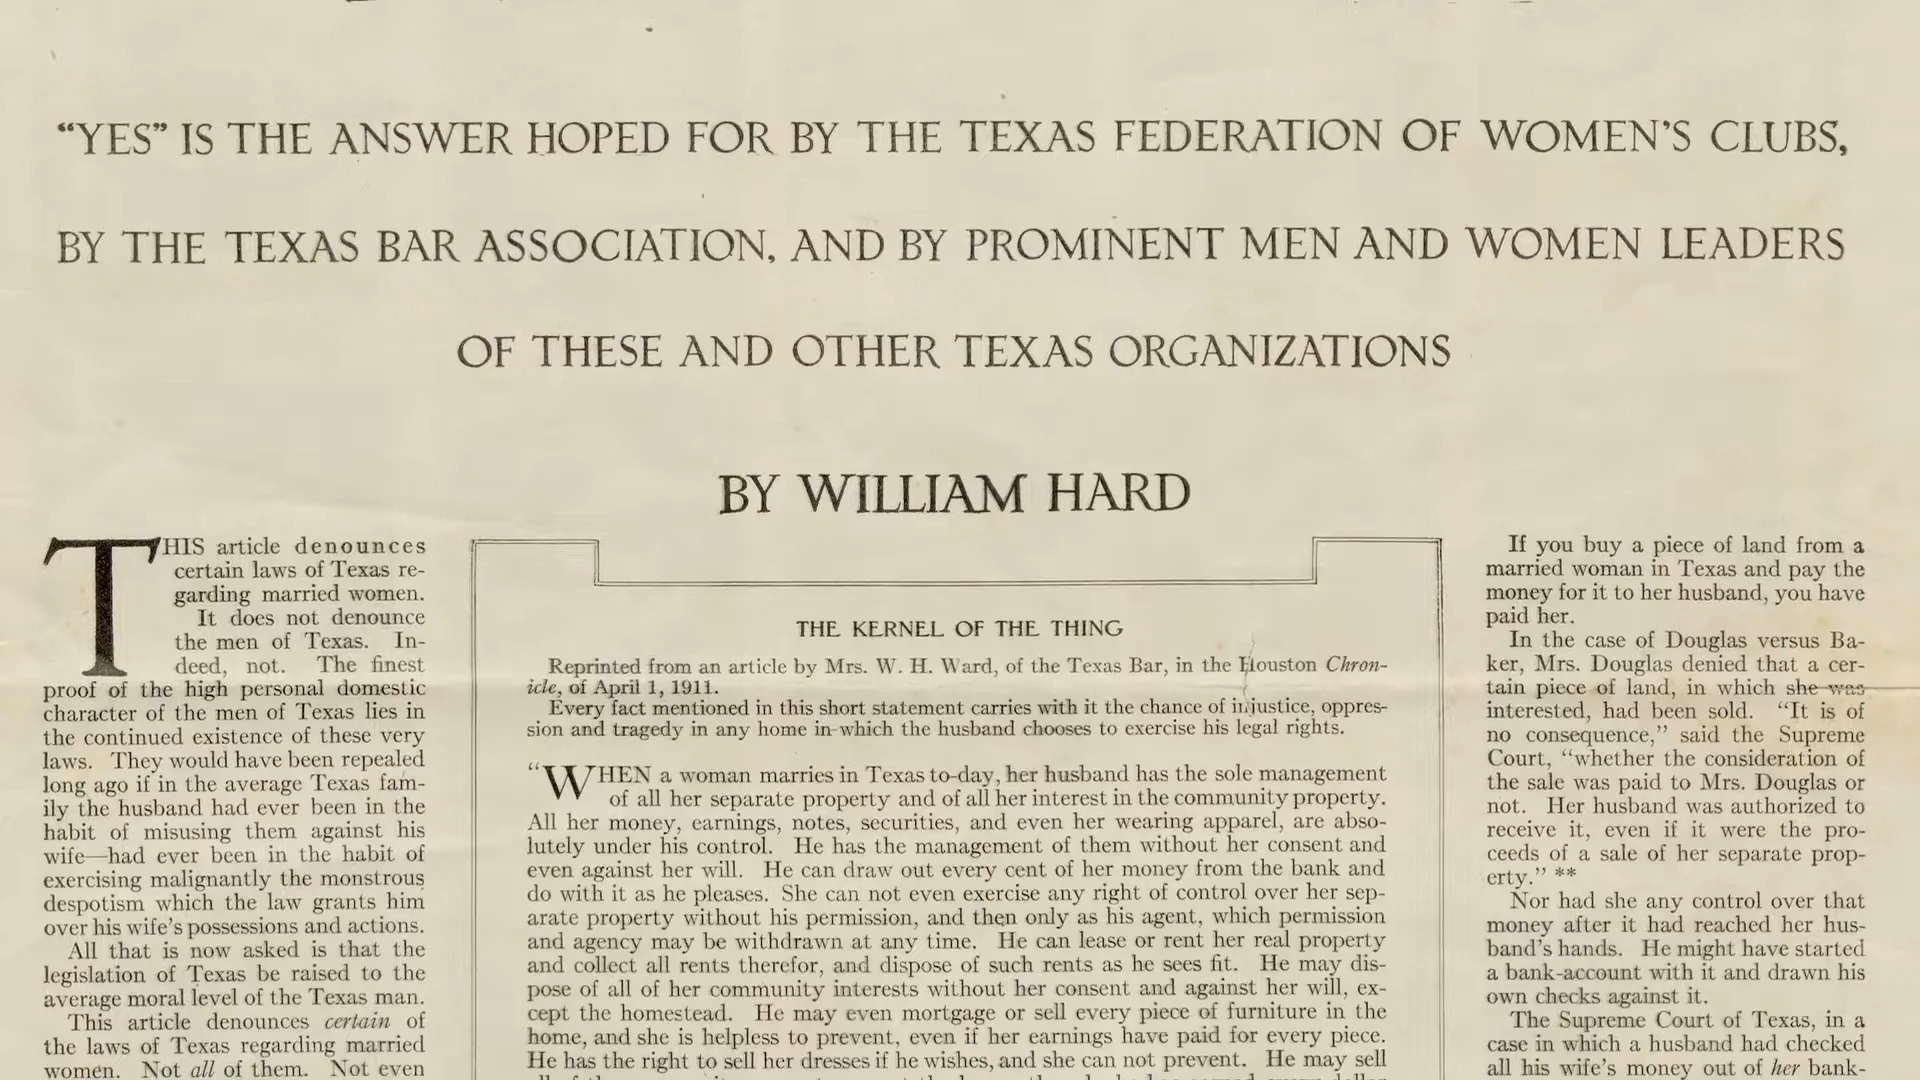 “YES” IS THE ANSWER HOPED FOR BY THE TEXAS FEDERATION OF WOMEN’S CLUBS,
BY THE TEXAS BAR ASSOCIATION, AND BY PROMINENT MEN AND WOMEN LEADERS
OF THESE AND OTHER TEXAS ORGANIZATIONS
BY WILLIAM HARD
THIS article denounces
certain laws of Texas re-
garding married women.
It does not denounce
the men of Texas. In-
deed, not. The finest
proof of the high personal domestic
character of the men of Texas lies in
the continued existence of these very
laws. They would have been repealed
long ago if in the average Texas fam-
ily the husband had ever been in the
habit of misusing them against his
wife—had ever been in the habit of
exercising malignantly the monstrous
despotism which the law grants him
over his wife’s possessions and actions.
All that is now asked is that the
legislation of Texas be raised to the
average moral level of the Texas man.
This article denounces certain of
the laws of Texas regarding married
women. Not all of them. Not even
THE KERNEL OF THE THING
Reprinted from an article by Mrs. W. H. Ward, of the Texas Bar, in the Houston Chron-
icle, of April 1, 1911.
Every fact mentioned in this short statement carries with it the chance of injustice, oppres-
sion and tragedy in any home in which the husband chooses to exercise his legal rights.
“WHEN a woman marries in Texas to-day, her husband has the sole management
of all her separate property and of all her interest in the community property.
All her money, earnings, notes, securities, and even her wearing apparel, are abso-
lutely under his control. He has the management of them without her consent and
even against her will. He can draw out every cent of her money from the bank and
do with it as he pleases. She can not even exercise any right of control over her sep-
arate property without his permission, and then only as his agent, which permission
and agency may be withdrawn at any time. He can lease or rent her real property
and collect all rents therefor, and dispose of such rents as he sees fit. He may dis-
pose of all of her community interests without her consent and against her will, ex-
cept the homestead. He may even mortgage or sell every piece of furniture in the
home, and she is helpless to prevent, even if her earnings have paid for every piece.
He has the right to sell her dresses if he wishes, and she can not prevent. He may sell
If you buy a piece of land from a
married woman in Texas and pay the
money for it to her husband, you have
paid her.
In the case of Douglas versus Ba-
ker, Mrs. Douglas denied that a cer-
tain piece of land, in which she was
interested, had been sold. “It is of
no consequence,” said the Supreme
Court, “whether the consideration of
the sale was paid to Mrs. Douglas or
not. Her husband was authorized to
receive it, even if it were the pro-
ceeds of a sale of her separate prop-
erty.” **
Nor had she any control over that
money after it had reached her hus-
band’s hands. He might have started
a bank-account with it and drawn his
own checks against it.
The Supreme Court of Texas, in a
case in which a husband had checked
all his wife’s money out of her bank-